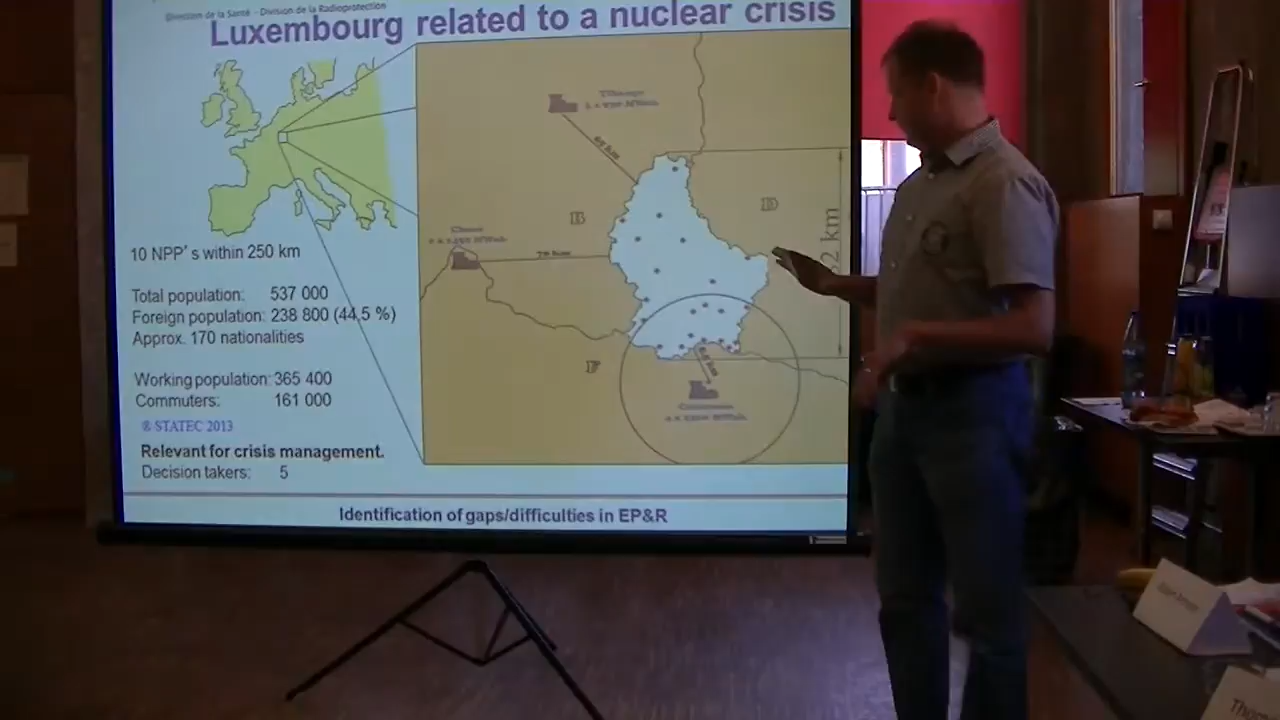 Direction de la Santé - Division de la Radioprotection
Luxembourg related to a nuclear crisis
69 km
B
D
10 NPP's within 250 km
Total population: 537 000
Foreign population: 238 800 (44,5 %)
Approx. 170 nationalities
F
Working population: 365 400
Commuters: 161 000
® STATEC 2013
Relevant for crisis management.
Decision takers: 5
Identification of gaps/difficulties in EP&R